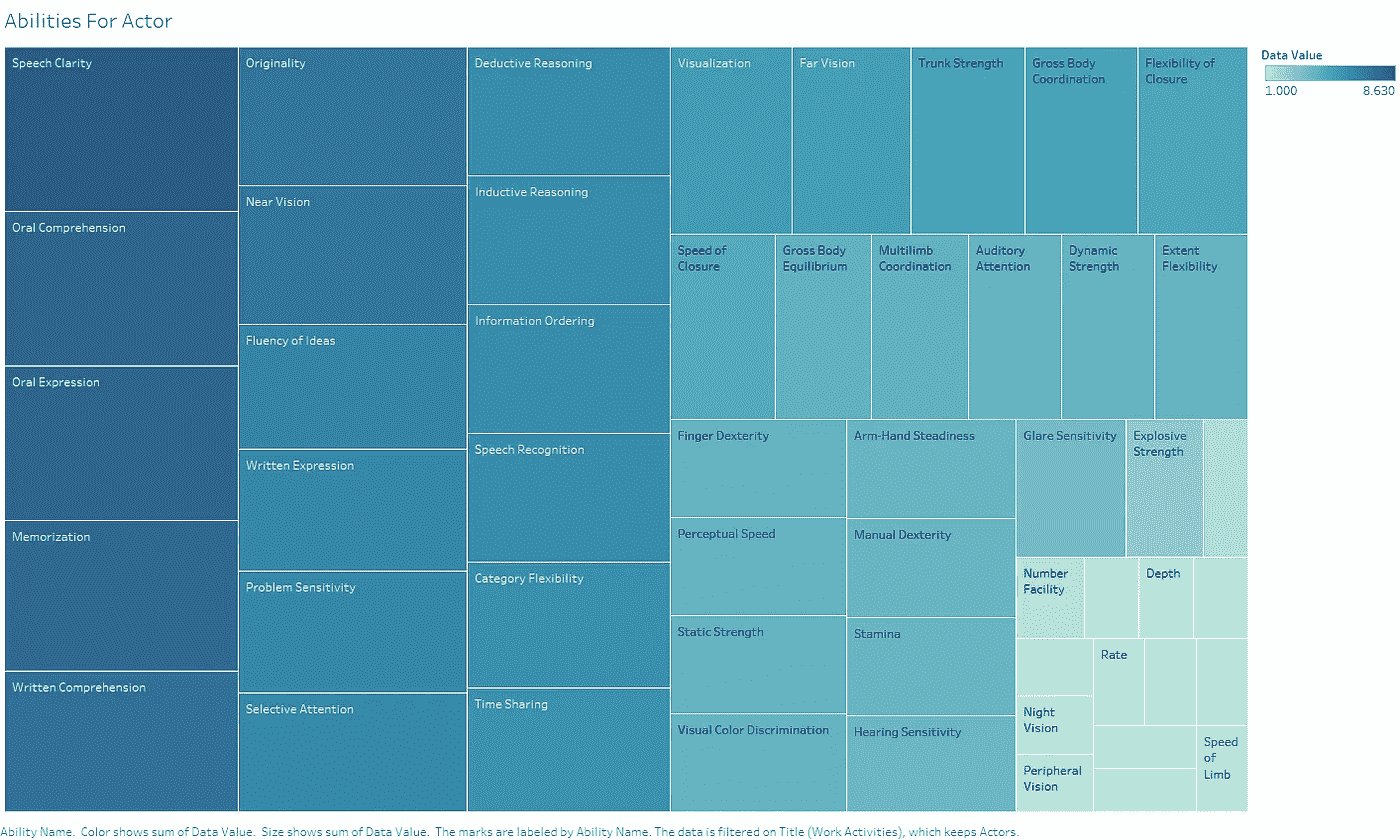 Abilities For Actor
Data Value
1.000 8.630
Speech Clarity
Oral Comprehension
Oral Expression
Memorization
Written Comprehension
Originality
Near Vision
Fluency of Ideas
Written Expression
Problem Sensitivity
Selective Attention
Deductive Reasoning
Inductive Reasoning
Information Ordering
Speech Recognition
Category Flexibility
Time Sharing
Visualization
Far Vision
Trunk Strength
Gross Body
Coordination
Flexibility of
Closure
Speed of
Closure
Gross Body
Equilibrium
Multilimb
Coordination
Auditory
Attention
Dynamic
Strength
Extent
Flexibility
Finger Dexterity
Perceptual Speed
Static Strength
Visual Color Discrimination
Arm-Hand Steadiness
Manual Dexterity
Stamina
Hearing Sensitivity
Glare Sensitivity
Explosive
Strength
Number
Facility
Depth
Rate
Night
Vision
Peripheral
Vision
Speed
of
Limb
Ability Name. Color shows sum of Data Value. Size shows sum of Data Value. The marks are labeled by Ability Name. The data is filtered on Title (Work Activities), which keeps Actors.